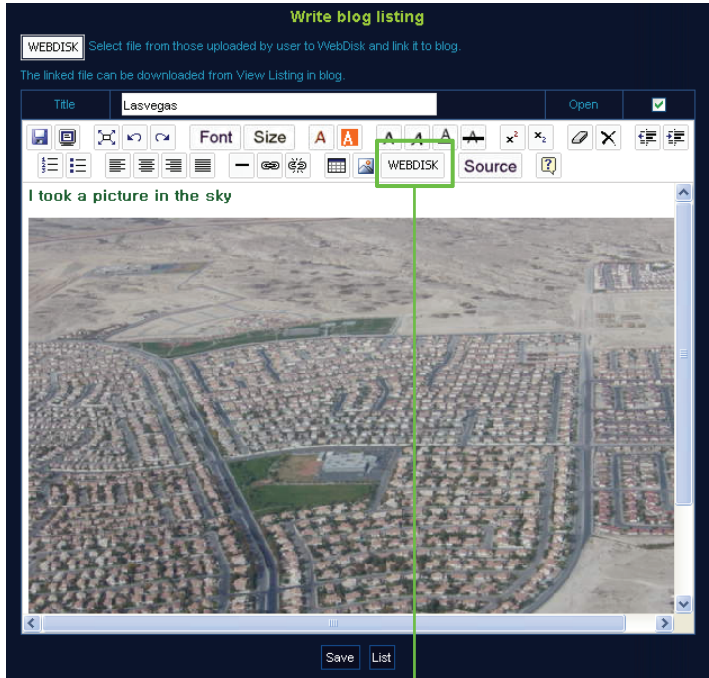 Write blog listing
WEBDISK Select file from those uploaded by user to WebDisk and link it to blog.
The linked file can be downloaded from View Listing in blog.
Title Lasvegas Open
Font Size A A A A A A x² x₂
WEBDISK Source ?
I took a picture in the sky
Save List